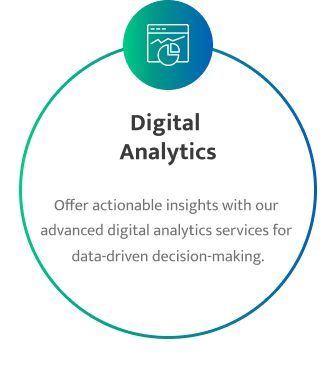 Digital
Analytics
Offer actionable insights with our
advanced digital analytics services for
data-driven decision-making.